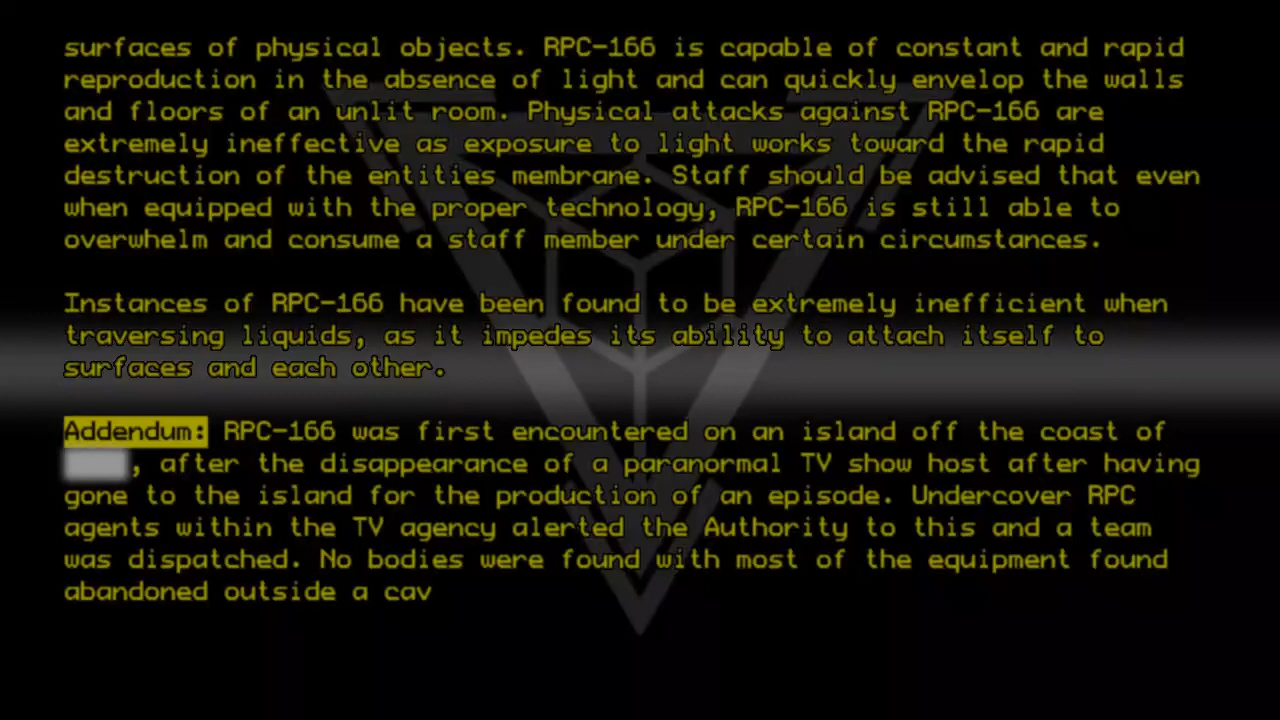 surfaces of physical objects. RPC-166 is capable of constant and rapid
reproduction in the absence of light and can quickly envelop the walls
and floors of an unlit room. Physical attacks against RPC-166 are
extremely ineffective as exposure to light works toward the rapid
destruction of the entities membrane. Staff should be advised that even
when equipped with the proper technology, RPC-166 is still able to
overwhelm and consume a staff member under certain circumstances.
Instances of RPC-166 have been found to be extremely inefficient when
traversing liquids, as it impedes its ability to attach itself to
surfaces and each other.
Addendum: RPC-166 was first encountered on an island off the coast of
, after the disappearance of a paranormal TV show host after having
gone to the island for the production of an episode. Undercover RPC
agents within the TV agency alerted the Authority to this and a team
was dispatched. No bodies were found with most of the equipment found
abandoned outside a cav